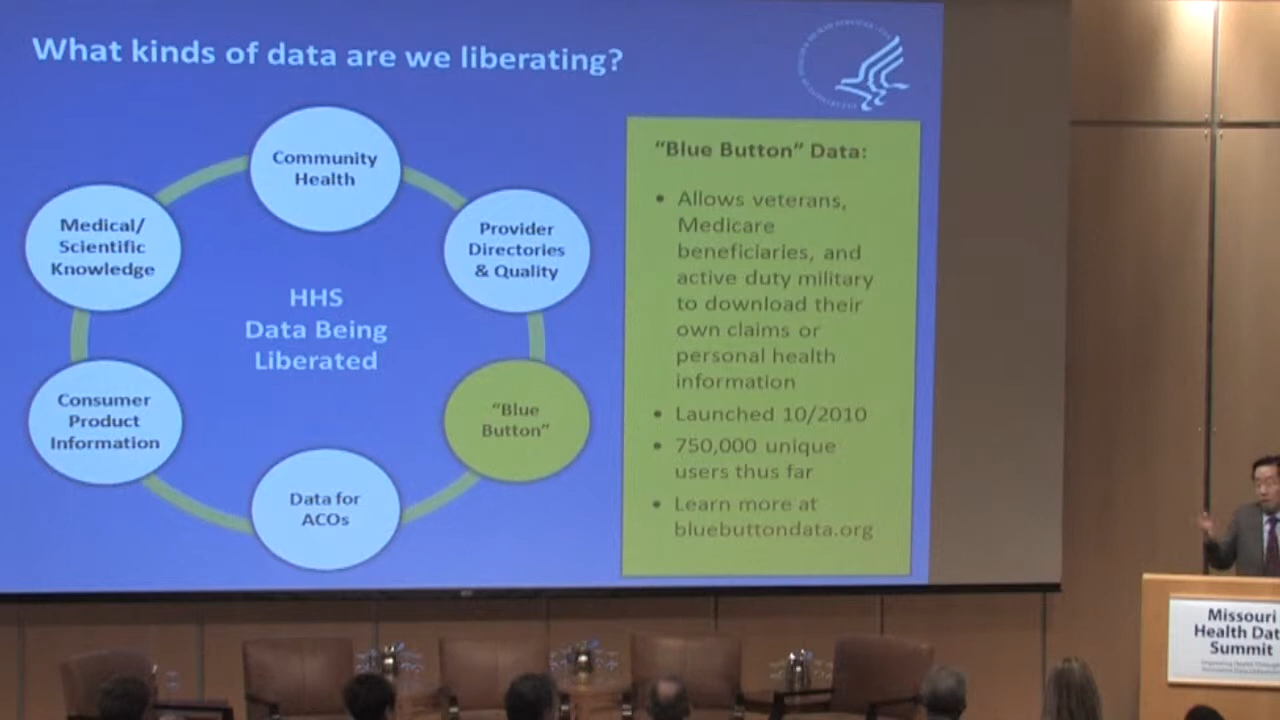 What kinds of data are we liberating?
Community
Health
Medical/
Scientific
Knowledge
Provider
Directories
& Quality
HHS
Data Being
Liberated
Consumer
Product
Information
“Blue
Button”
Data for
ACOs
“Blue Button” Data:
• Allows veterans,
Medicare
beneficiaries, and
active duty military
to download their
own claims or
personal health
information
• Launched 10/2010
• 750,000 unique
users thus far
• Learn more at
bluebuttondata.org
Missouri
Health Dat
Summit